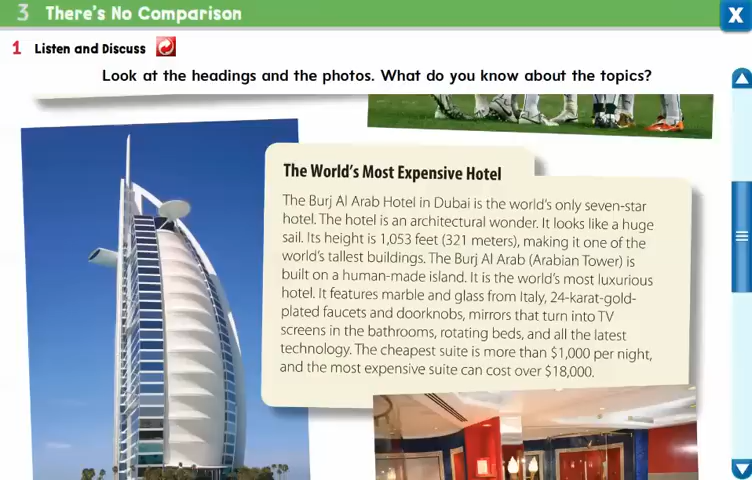 3 There's No Comparison
X
1 Listen and Discuss
Look at the headings and the photos. What do you know about the topics?
The World's Most Expensive Hotel
The Burj Al Arab Hotel in Dubai is the world's only seven-star
hotel. The hotel is an architectural wonder. It looks like a huge
sail. Its height is 1,053 feet (321 meters), making it one of the
world's tallest buildings. The Burj Al Arab (Arabian Tower) is
built on a human-made island. It is the world's most luxurious
hotel. It features marble and glass from Italy, 24-karat-gold-
plated faucets and doorknobs, mirrors that turn into TV
screens in the bathrooms, rotating beds, and all the latest
technology. The cheapest suite is more than $1,000 per night,
and the most expensive suite can cost over $18,000.